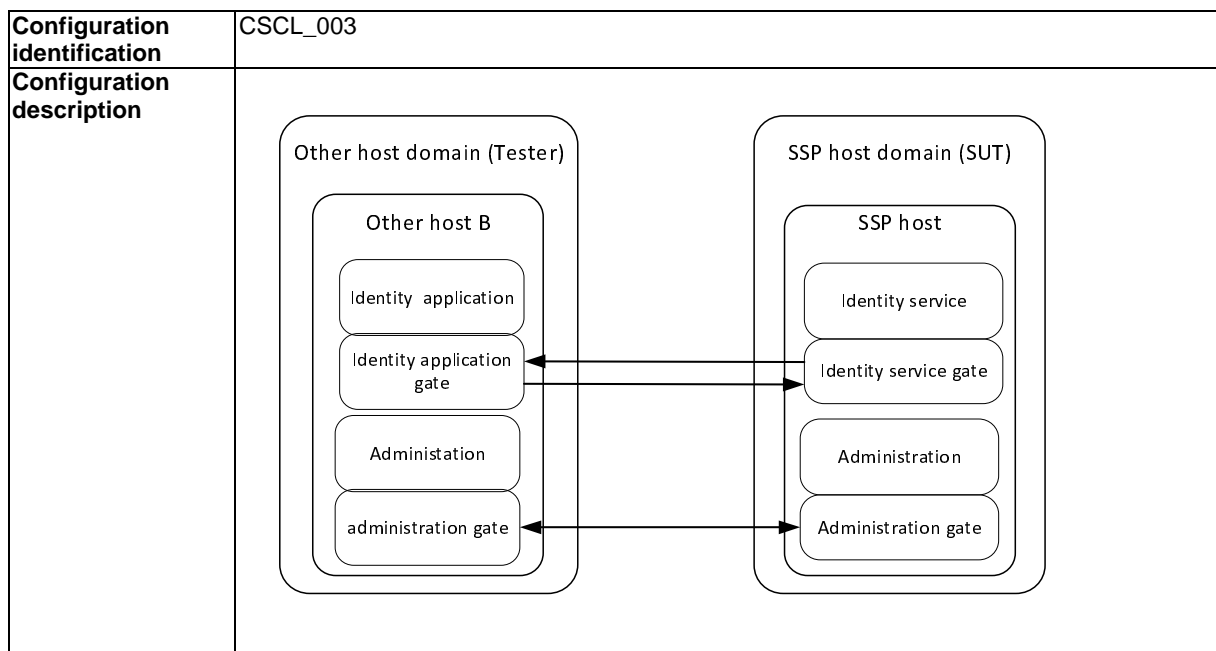 Configuration
identification
CSCL_003
Configuration
description
Other host domain (Tester)
Other host B
Identity application
Identity application
gate
Administation
administration gate
SSP host domain (SUT)
SSP host
Identity service
Identity service gate
Administration
Administration gate